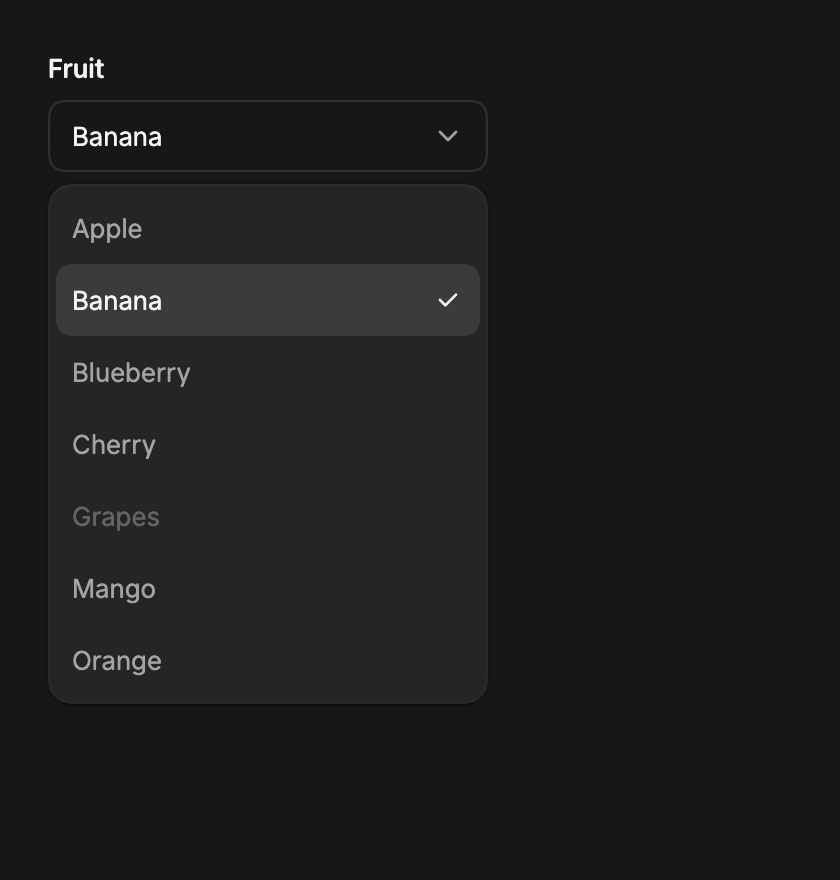 Fruit
Banana
Apple
Banana
Blueberry
Cherry
Grapes
Mango
Orange